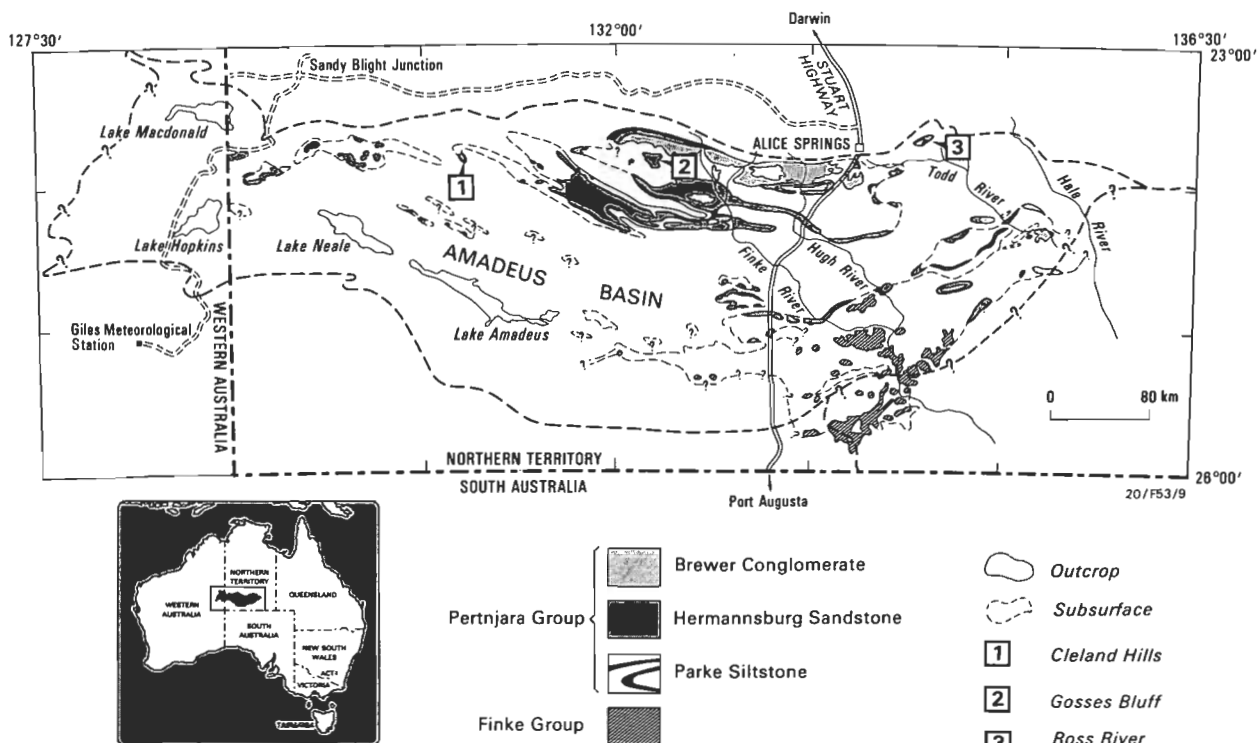 127°30'
132°00'
Darwin
136°30'
23°00'
Sandy Blight Junction
STUART
HIGHWAY
Lake Macdonald
ALICE SPRINGS
3
2
1
Todd
River
Hala
River
Lake Hopkins
Lake Neale
AMADEUS
BASIN
Finke
River
Hugh River
Lake Amadeus
Giles Meteorological
Station
WESTERN AUSTRALIA
0 80 km
NORTHERN TERRITORY
SOUTH AUSTRALIA
26°00'
Port Augusta
20/F53/9
NORTHERN
TERRITORY
WESTERN
AUSTRALIA
QUEENSLAND
SOUTH
AUSTRALIA
NEW SOUTH
WALES
ACT
VICTORIA
TASMANIA
Pertnjara Group
Brewer Conglomerate
Hermannsburg Sandstone
Parke Siltstone
Finke Group
Outcrop
Subsurface
1 Cleland Hills
2 Gosses Bluff
3 Ross River